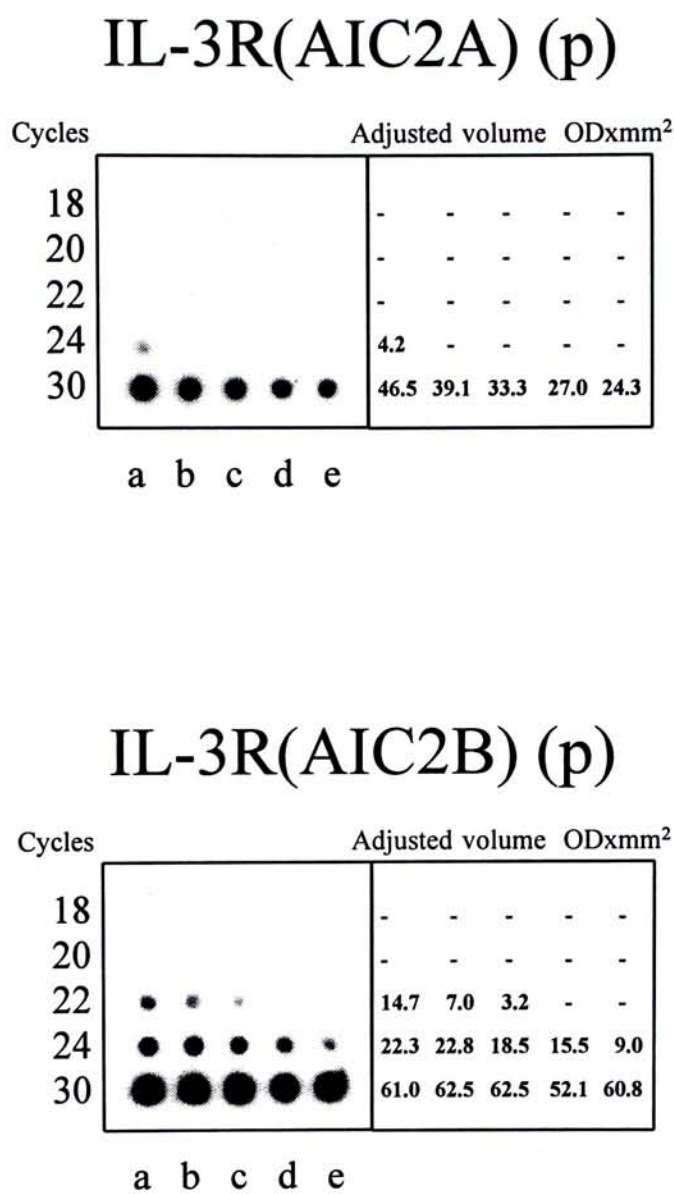 IL-3R(AIC2A) (p)
Cycles Adjusted volume ODxmm²
18 - - - - -
20 - - - - -
22 - - - - -
24 4.2 - - - -
30 46.5 39.1 33.3 27.0 24.3
a b c d e
IL-3R(AIC2B) (p)
Cycles Adjusted volume ODxmm²
18 - - - - -
20 - - - - -
22 14.7 7.0 3.2 - -
24 22.3 22.8 18.5 15.5 9.0
30 61.0 62.5 62.5 52.1 60.8
a b c d e